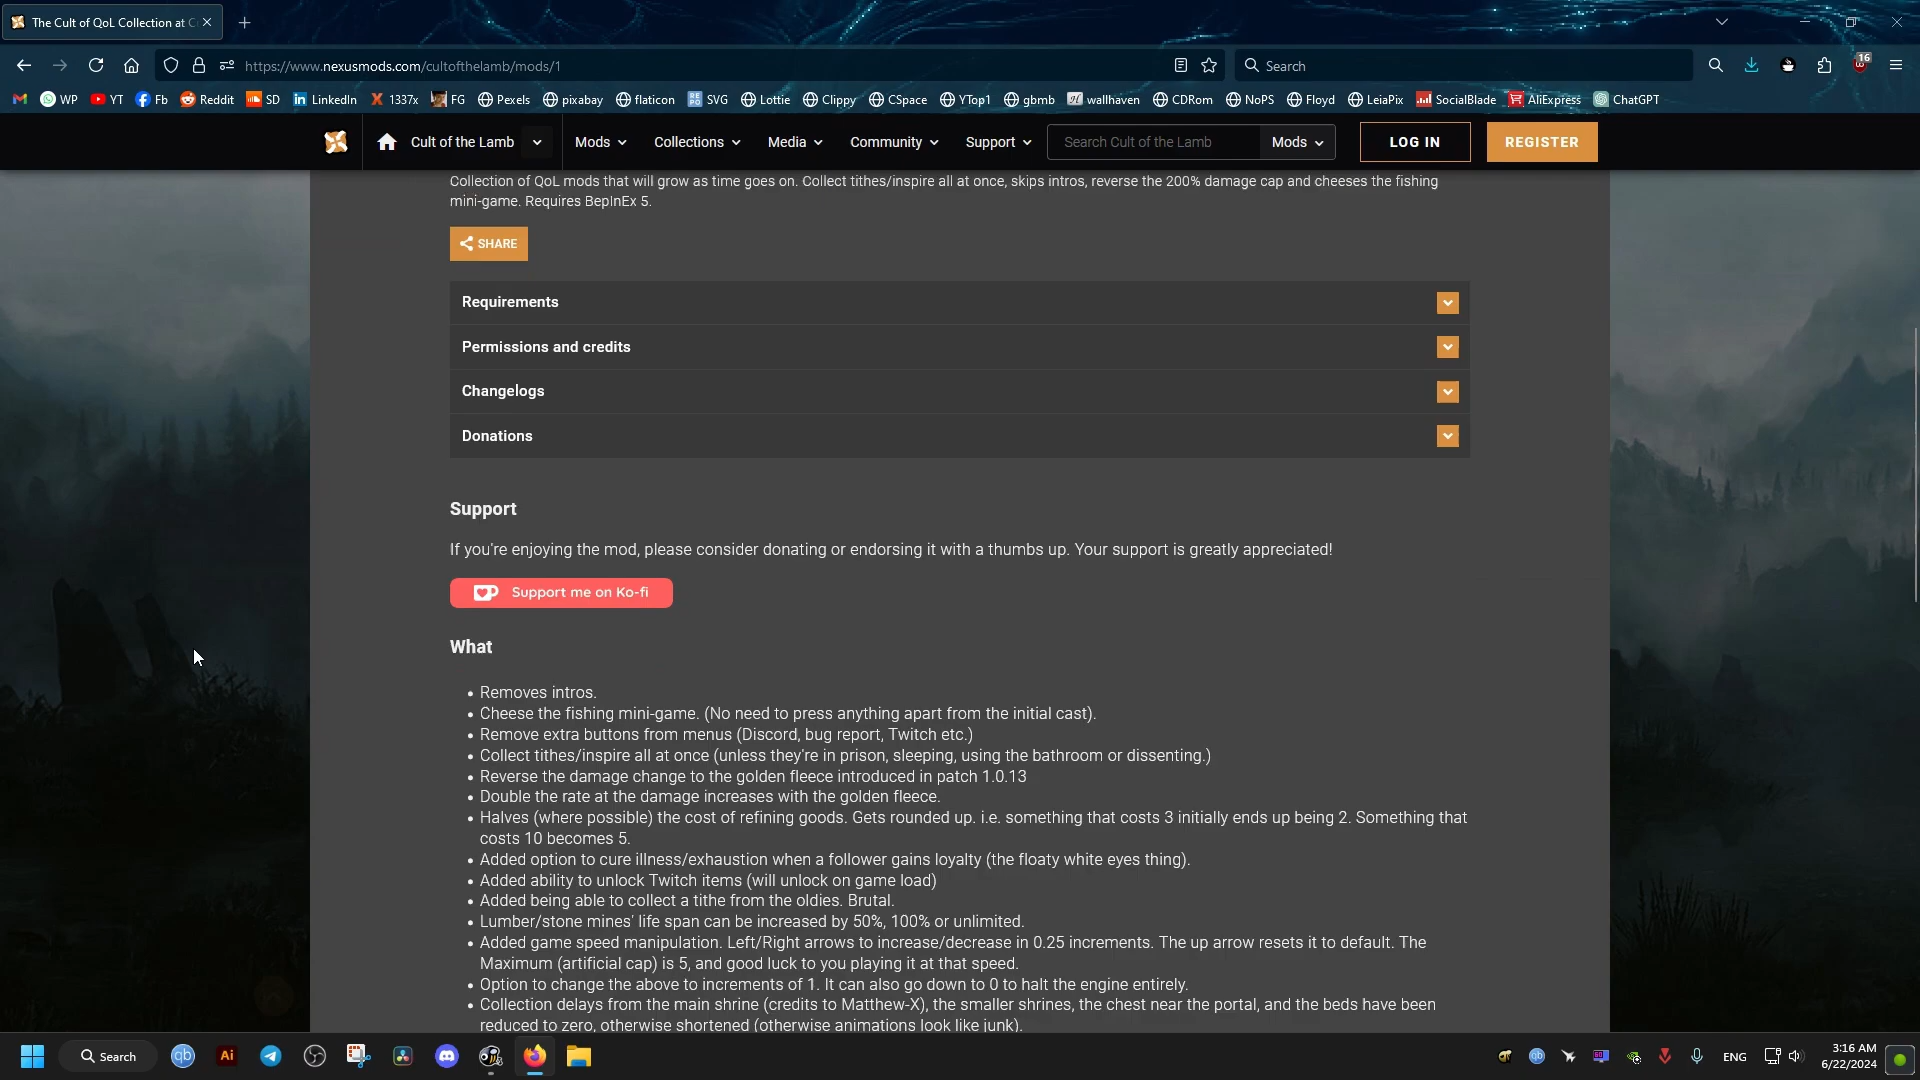 The Cult of QoL Collection at C
https://www.nexusmods.com/cultofthelamb/mods/1
Search
16
WP YT Fb Reddit SD LinkedIn 1337x FG Pexels pixabay flaticon SVG Lottie Clippy CSpace YTop1 gbmb wallhaven CDRom NoPS Floyd LeiaPix SocialBlade AliExpress ChatGPT
Cult of the Lamb Mods Collections Media Community Support Search Cult of the Lamb Mods LOG IN REGISTER
Collection of QoL mods that will grow as time goes on. Collect tithes/inspire all at once, skips intros, reverse the 200% damage cap and cheeses the fishing
mini-game. Requires BepInEx 5.
SHARE
Requirements
Permissions and credits
Changelogs
Donations
Support
If you're enjoying the mod, please consider donating or endorsing it with a thumbs up. Your support is greatly appreciated!
Support me on Ko-fi
What
• Removes intros.
• Cheese the fishing mini-game. (No need to press anything apart from the initial cast).
• Remove extra buttons from menus (Discord, bug report, Twitch etc.)
• Collect tithes/inspire all at once (unless they're in prison, sleeping, using the bathroom or dissenting.)
• Reverse the damage change to the golden fleece introduced in patch 1.0.13
• Double the rate at the damage increases with the golden fleece.
• Halves (where possible) the cost of refining goods. Gets rounded up. i.e. something that costs 3 initially ends up being 2. Something that
costs 10 becomes 5.
• Added option to cure illness/exhaustion when a follower gains loyalty (the floaty white eyes thing).
• Added ability to unlock Twitch items (will unlock on game load)
• Added being able to collect a tithe from the oldies. Brutal.
• Lumber/stone mines' life span can be increased by 50%, 100% or unlimited.
• Added game speed manipulation. Left/Right arrows to increase/decrease in 0.25 increments. The up arrow resets it to default. The
Maximum (artificial cap) is 5, and good luck to you playing it at that speed.
• Option to change the above to increments of 1. It can also go down to 0 to halt the engine entirely.
• Collection delays from the main shrine (credits to Matthew-X), the smaller shrines, the chest near the portal, and the beds have been
reduced to zero, otherwise shortened (otherwise animations look like junk).
Search qb Ai ENG 3:16 AM
6/22/2024